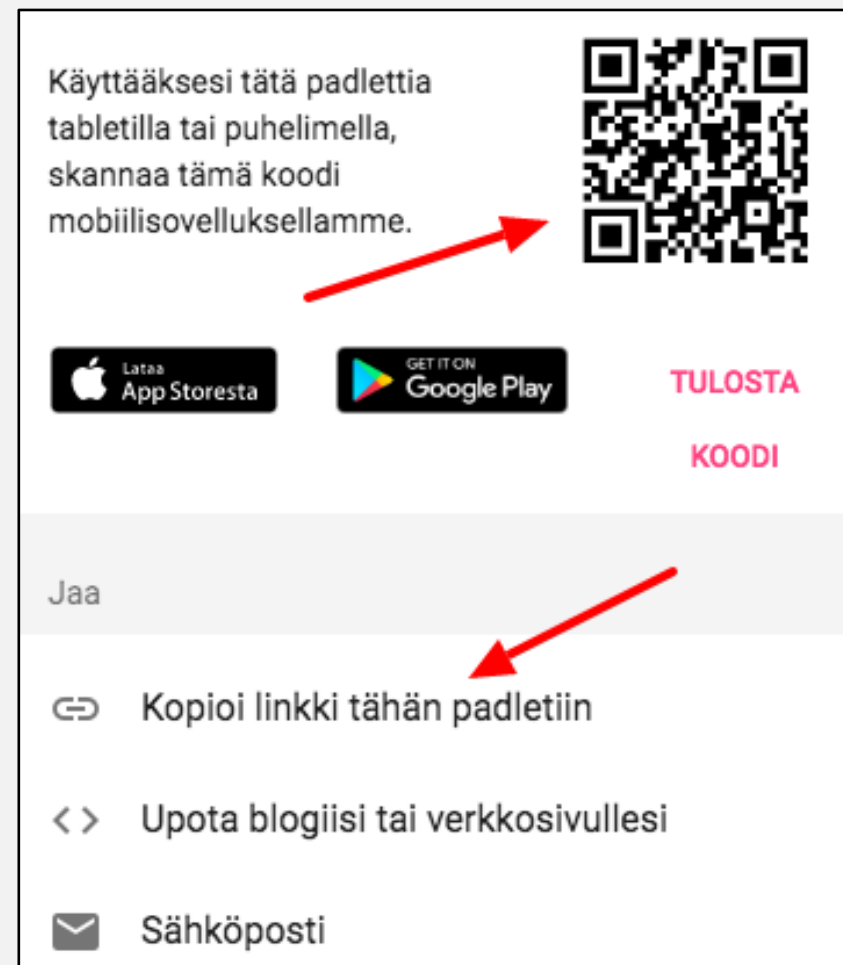 Käyttääksesi tätä padlettia
tabletilla tai puhelimella,
skannaa tämä koodi
mobiilisovelluksellamme.
Lataa
App Storesta
GET IT ON
Google Play
TULOSTA
KOODI
Jaa
Kopioi linkki tähän padletiin
Upota blogiisi tai verkkosivullesi
Sähköposti